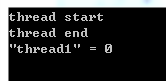 thread start
thread end
"thread1" = 0